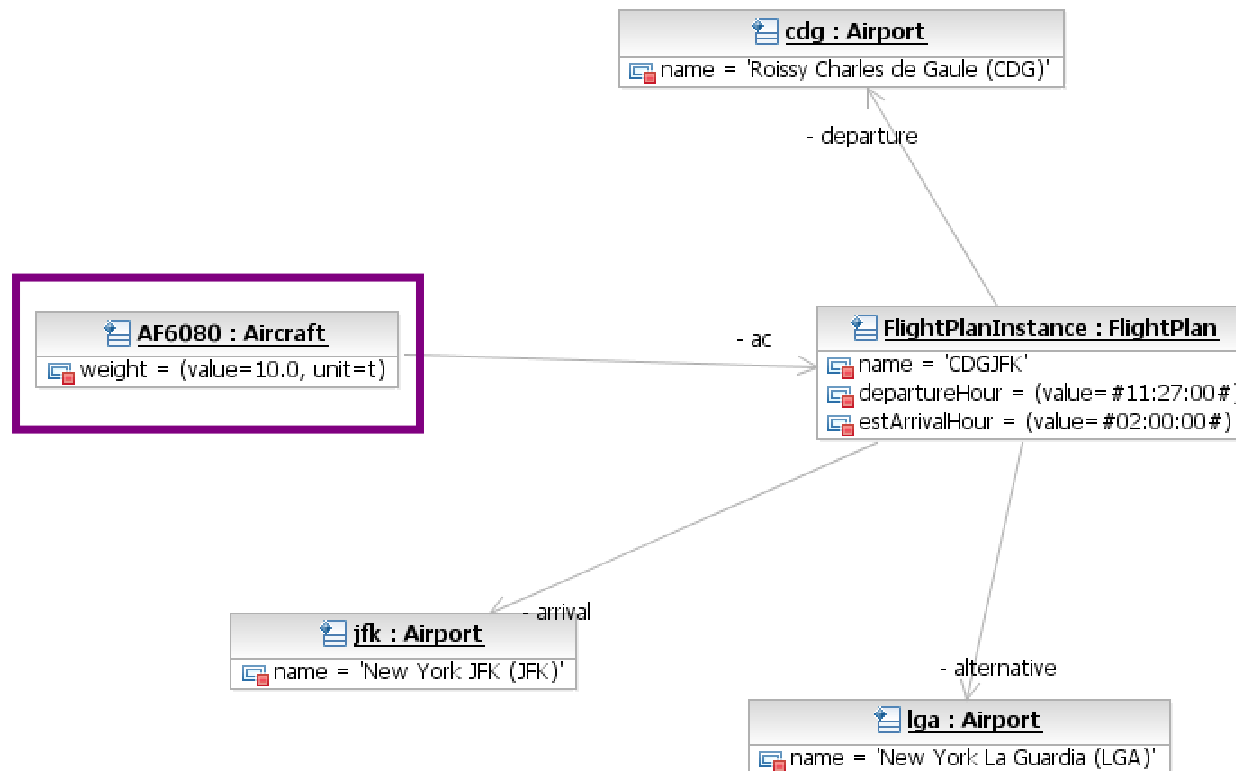 cdg : Airport
name = 'Roissy Charles de Gaule (CDG)'
- departure
AF6080 : Aircraft
weight = (value=10.0, unit=t)
- ac
FlightPlanInstance : FlightPlan
name = 'CDGJFK'
departureHour = (value=#11:27:00#)
estArrivalHour = (value=#02:00:00#)
- arrival
jfk : Airport
name = 'New York JFK (JFK)'
- alternative
lga : Airport
name = 'New York La Guardia (LGA)'